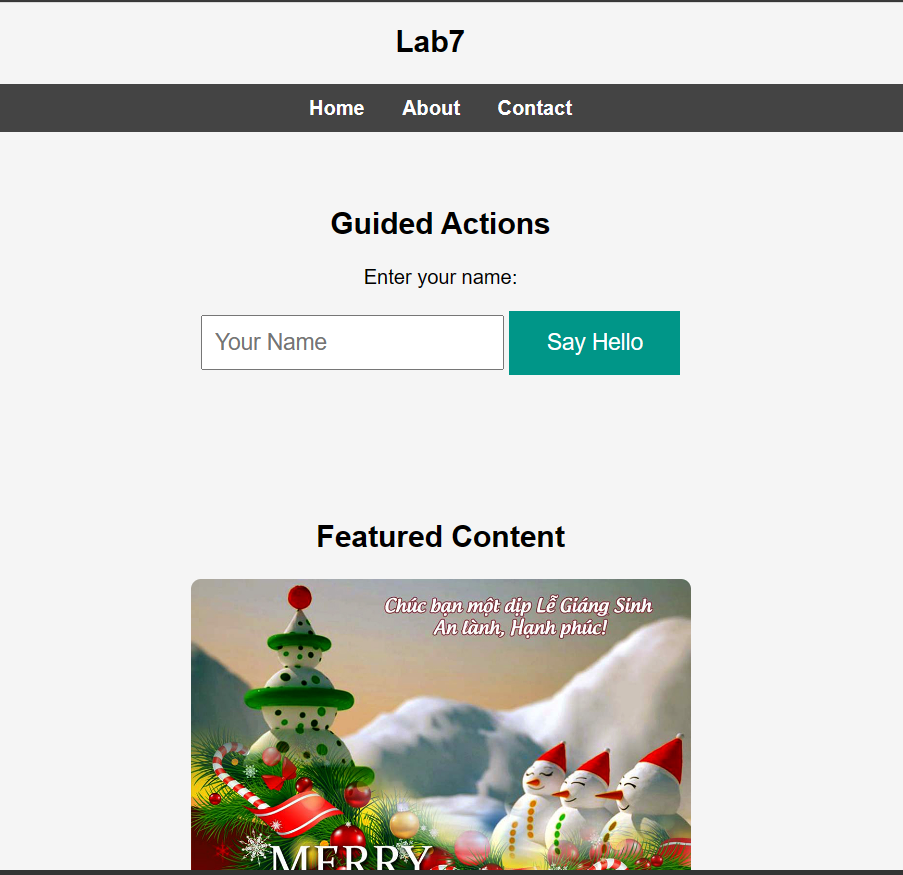 Lab7
Home About Contact
Guided Actions
Enter your name:
Your Name Say Hello
Featured Content
Chúc bạn một dịp Lễ Giáng Sinh
An lành, Hạnh phúc!
MERRY